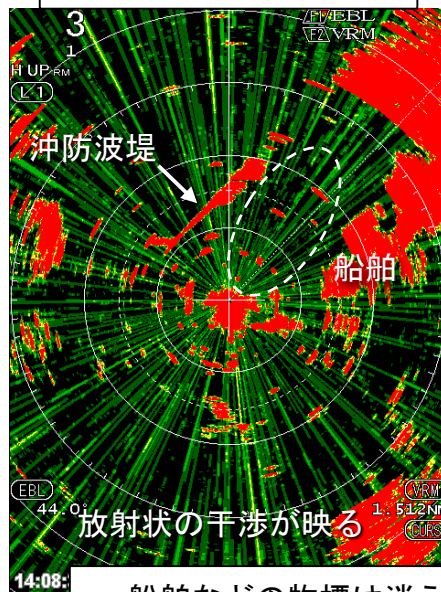 3
1
F1 EBL
F2 VRM
H UP RM
L1
沖防波堤
船舶
EBL
44.0°
VRM
1.512NM
放射状の干渉が映る
CURS
14:08:
船舶などの物標は消え